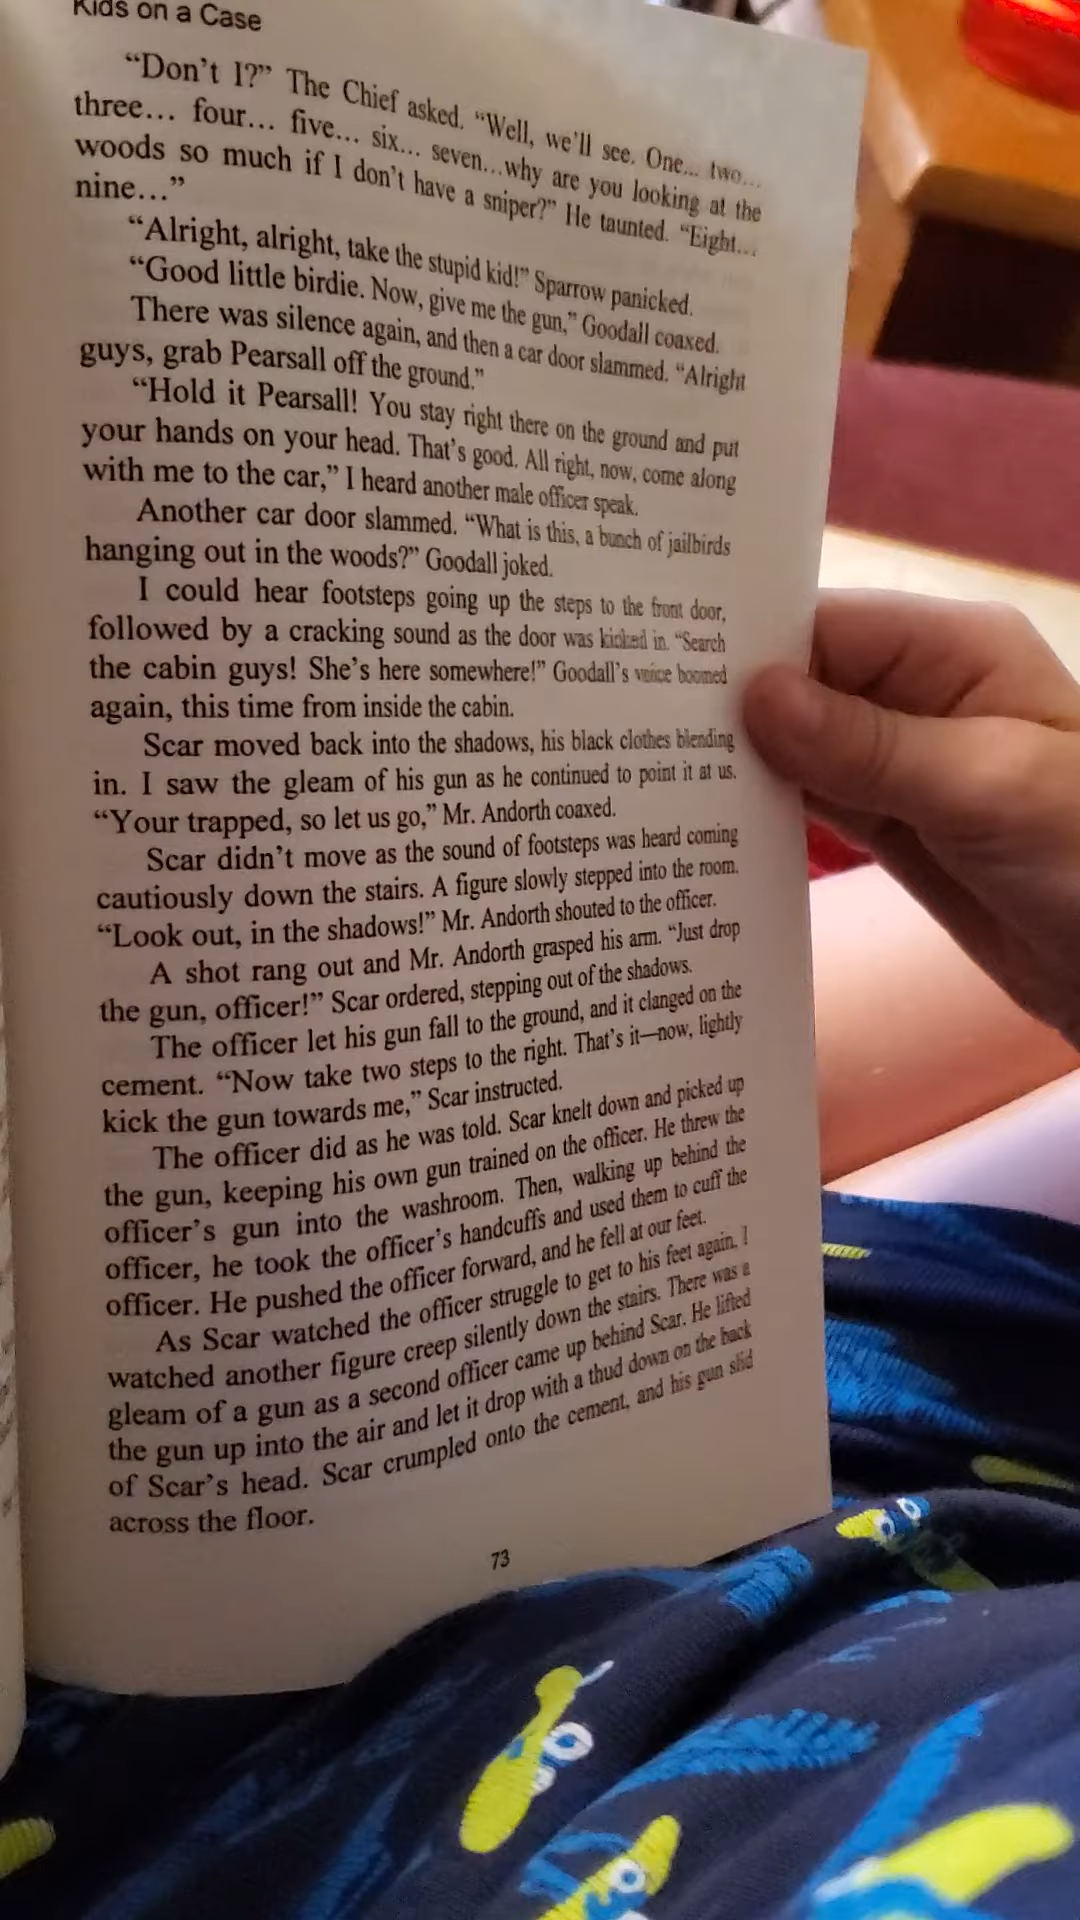 Kids on a Case
“Don’t I?” The Chief asked. “Well, we’ll see. One... two...
three... four... five... six... seven...why are you looking at the
woods so much if I don’t have a sniper?” He taunted. “Eight...
nine...”
“Alright, alright, take the stupid kid!” Sparrow panicked.
“Good little birdie. Now, give me the gun,” Goodall coaxed.
There was silence again, and then a car door slammed. “Alright
guys, grab Pearsall off the ground.”
“Hold it Pearsall! You stay right there on the ground and put
your hands on your head. That’s good. All right, now, come along
with me to the car,” I heard another male officer speak.
Another car door slammed. “What is this, a bunch of jailbirds
hanging out in the woods?” Goodall joked.
I could hear footsteps going up the steps to the front door,
followed by a cracking sound as the door was kicked in. “Search
the cabin guys! She’s here somewhere!” Goodall’s voice boomed
again, this time from inside the cabin.
Scar moved back into the shadows, his black clothes blending
in. I saw the gleam of his gun as he continued to point it at us.
“Your trapped, so let us go,” Mr. Andorth coaxed.
Scar didn’t move as the sound of footsteps was heard coming
cautiously down the stairs. A figure slowly stepped into the room.
“Look out, in the shadows!” Mr. Andorth shouted to the officer.
A shot rang out and Mr. Andorth grasped his arm. “Just drop
the gun, officer!” Scar ordered, stepping out of the shadows.
The officer let his gun fall to the ground, and it clanged on the
cement. “Now take two steps to the right. That’s it—now, lightly
kick the gun towards me,” Scar instructed.
The officer did as he was told. Scar knelt down and picked up
the gun, keeping his own gun trained on the officer. He threw the
officer’s gun into the washroom. Then, walking up behind the
officer, he took the officer’s handcuffs and used them to cuff the
officer. He pushed the officer forward, and he fell at our feet.
As Scar watched the officer struggle to get to his feet again, I
watched another figure creep silently down the stairs. There was a
gleam of a gun as a second officer came up behind Scar. He lifted
the gun up into the air and let it drop with a thud down on the back
of Scar’s head. Scar crumpled onto the cement, and his gun slid
across the floor.
73